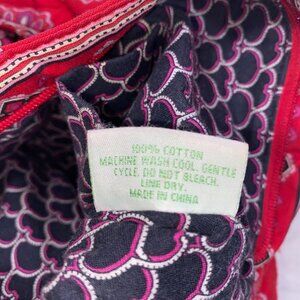 100% COTTON
MACHINE WASH COOL. GENTLE
CYCLE. DO NOT BLEACH.
LINE DRY.
MADE IN CHINA